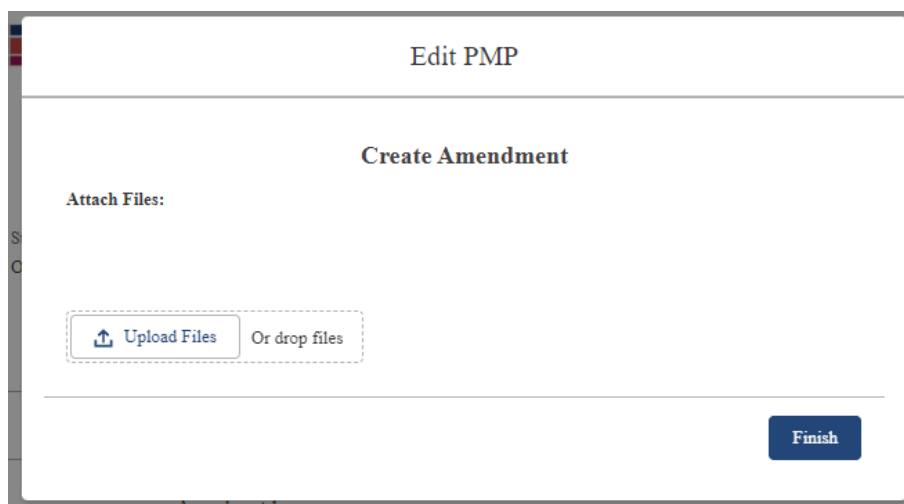 Edit PMP
Create Amendment
Attach Files:
Upload Files Or drop files
Finish